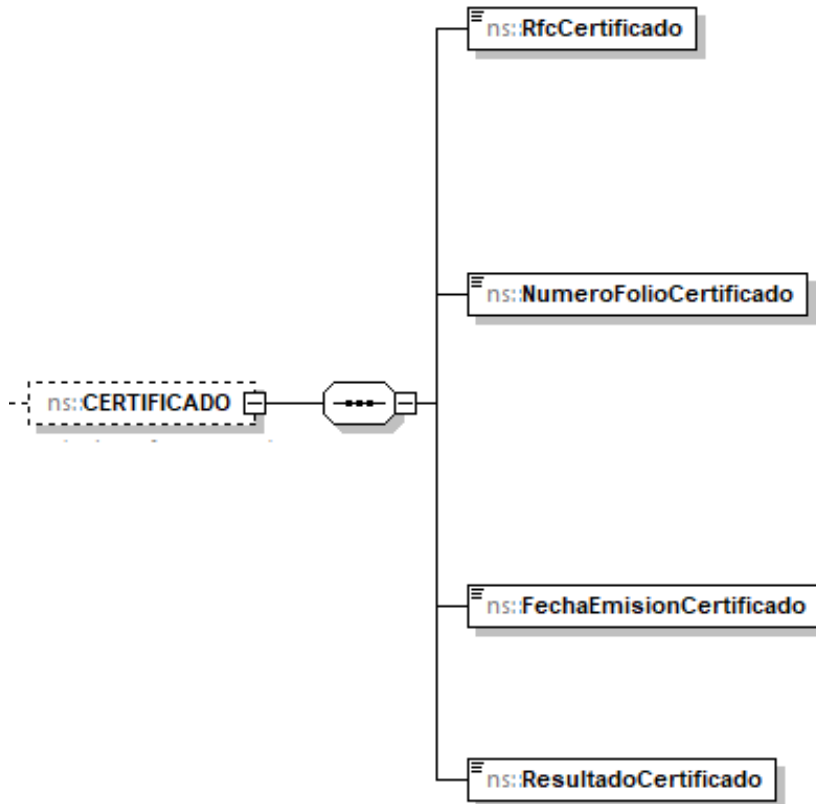 ns::RfcCertificado
ns::NumeroFolioCertificado
ns::CERTIFICADO
ns::FechaEmisionCertificado
ns::ResultadoCertificado